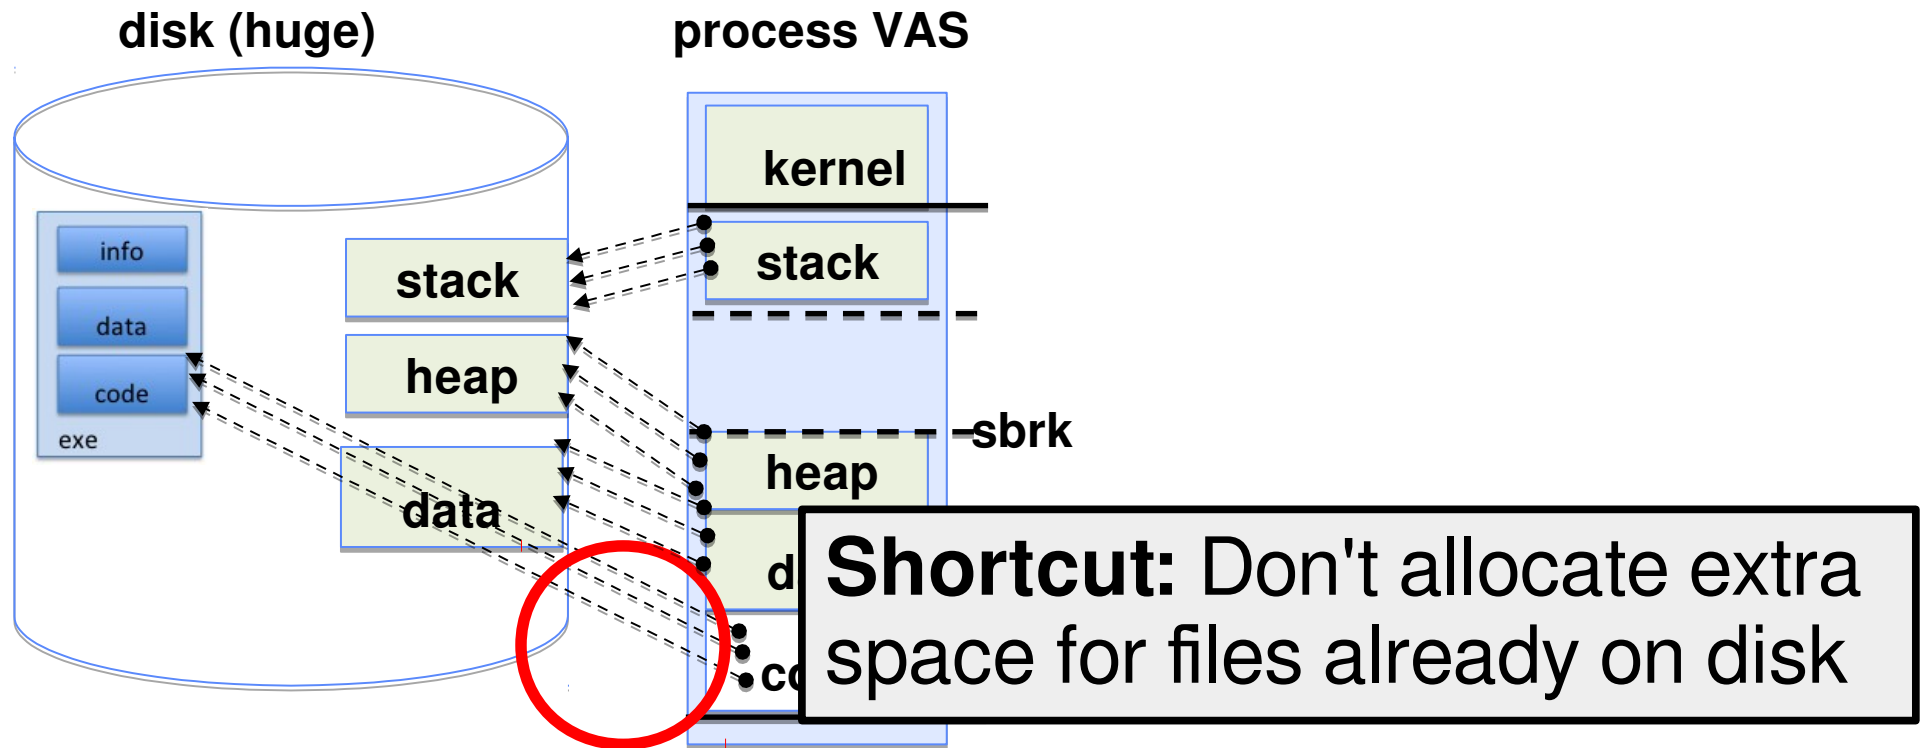 disk (huge)
process VAS
kernel
info
stack
stack
data
heap
code
exe
sbrk
heap
data
Shortcut: Don't allocate extra
space for files already on disk